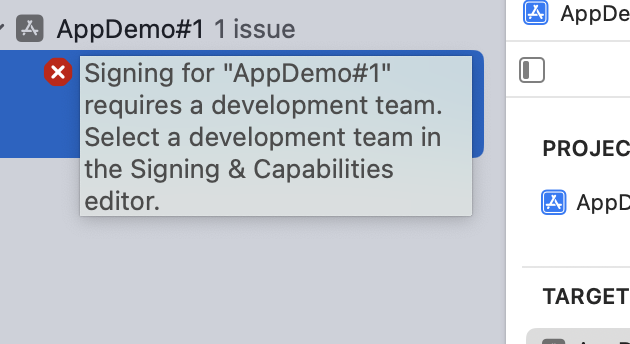 AppDemo#1 1 issue
Signing for "AppDemo#1"
requires a development team.
Select a development team in
the Signing & Capabilities
editor.
AppDe
PROJEC
AppD
TARGET